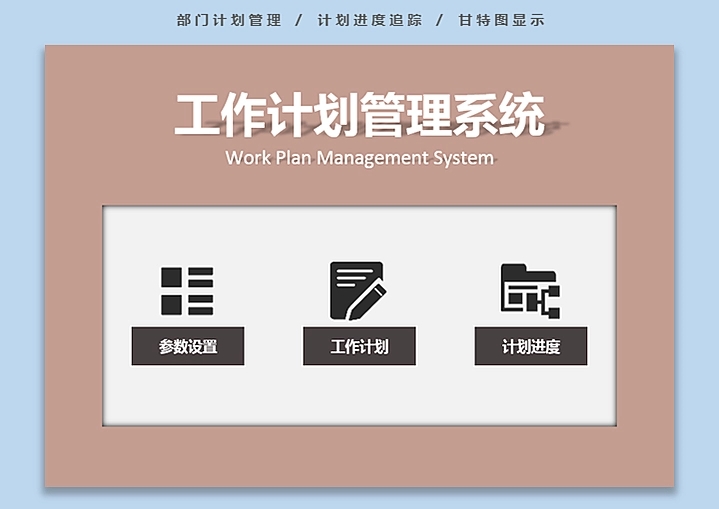 部门计划管理 / 计划进度追踪 / 甘特图显示
工作计划管理系统
Work Plan Management System
参数设置
工作计划
计划进度